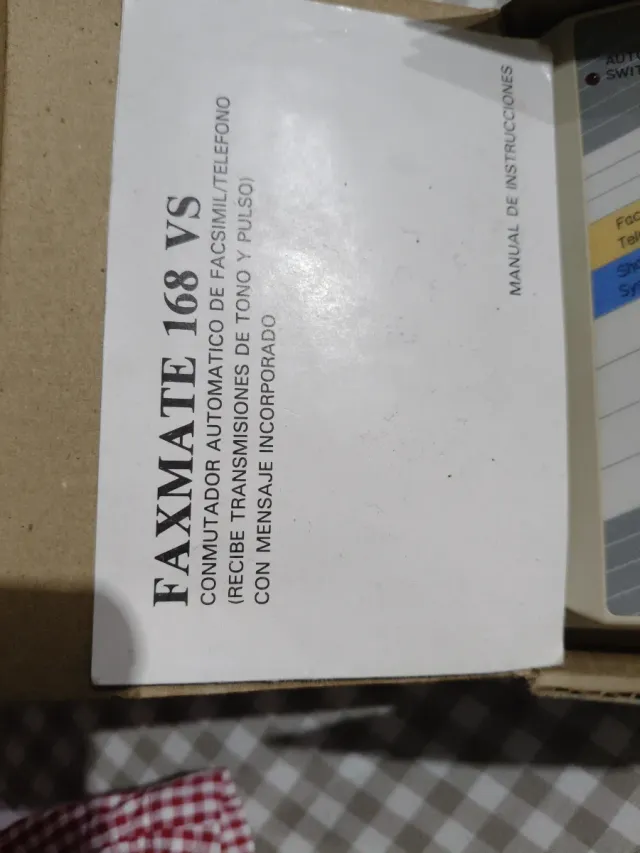 FAXMATE 168 VS
CONMUTADOR AUTOMATICO DE FACSIMIL/TELEFONO
(RECIBE TRANSMISIONES DE TONO Y PULSO)
CON MENSAJE INCORPORADO
MANUAL DE INSTRUCCIONES